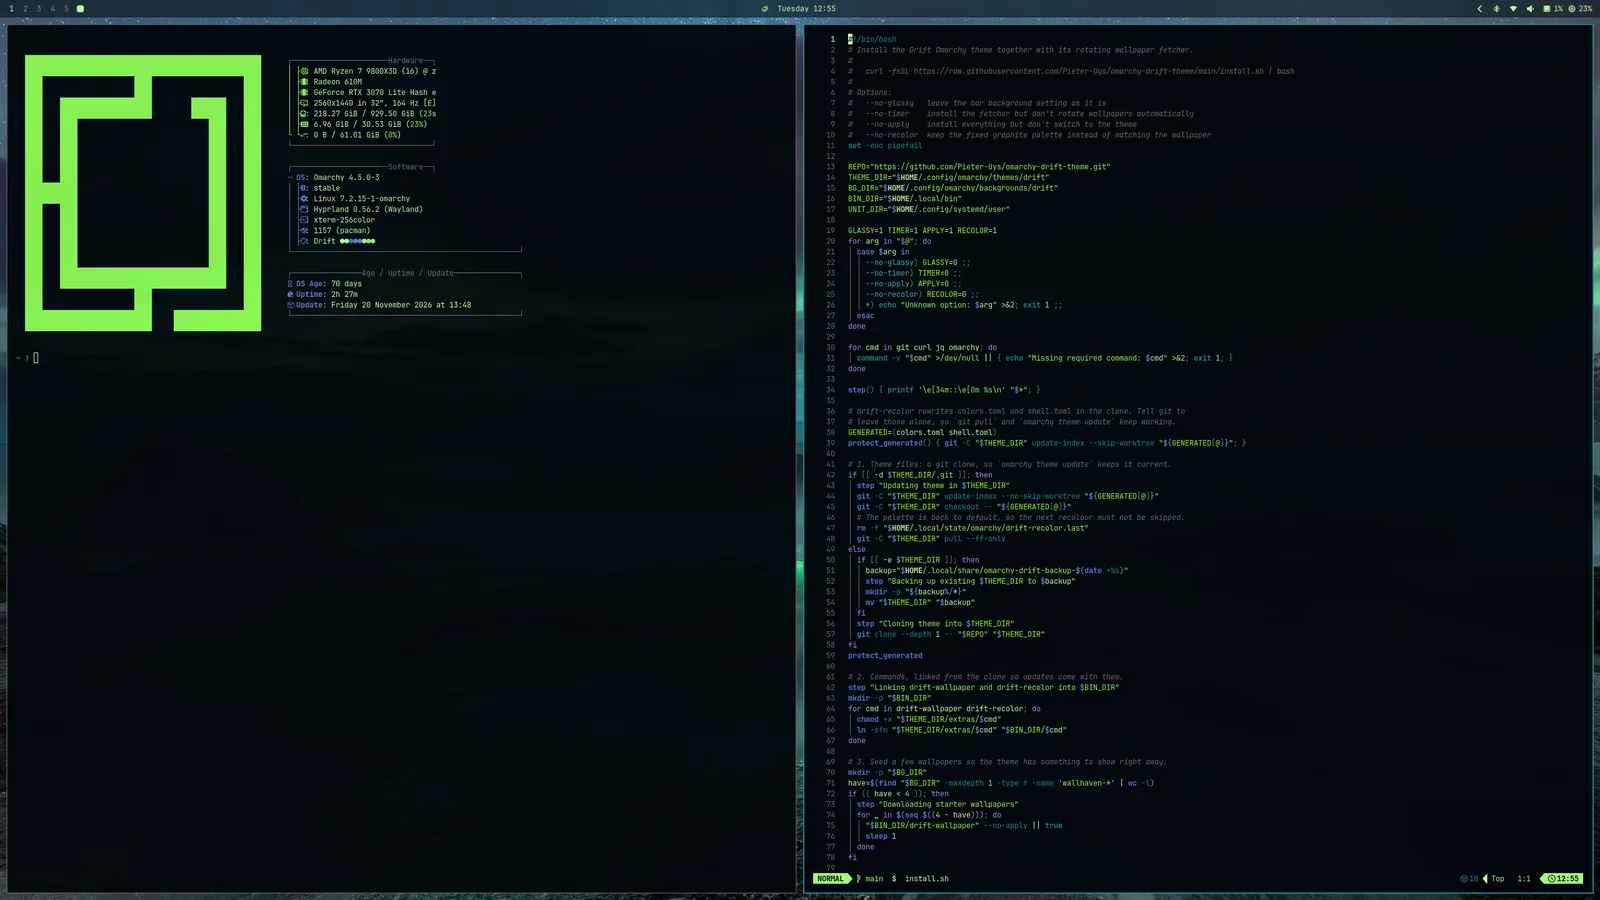 1 2 3 4 5
Tuesday 12:55
1% 23%
Hardware
AMD Ryzen 7 9800X3D (16) @ z
Radeon 610M
GeForce RTX 3070 Lite Hash e
2560x1440 in 32", 164 Hz [E]
218.27 GiB / 929.50 GiB (23s
6.96 GiB / 30.53 GiB (23%)
0 B / 61.01 GiB (0%)
Software
OS: Omarchy 4.5.0-3
stable
Linux 7.2.15-1-omarchy
Hyprland 0.56.2 (Wayland)
xterm-256color
1157 (pacman)
Drift
Age / Uptime / Update
OS Age: 70 days
Uptime: 2h 27m
Update: Friday 20 November 2026 at 13:48
~ ❯
1 #!/bin/bash
2 # Install the Drift Omarchy theme together with its rotating wallpaper fetcher.
3 #
4 #   curl -fsSL https://raw.githubusercontent.com/Pieter-Uys/omarchy-drift-theme/main/install.sh | bash
5 #
6 # Options:
7 #   --no-glassy   leave the bar background setting as it is
8 #   --no-timer    install the fetcher but don't rotate wallpapers automatically
9 #   --no-apply    install everything but don't switch to the theme
10 #   --no-recolor  keep the fixed graphite palette instead of matching the wallpaper
11 set -euo pipefail
12
13 REPO="https://github.com/Pieter-Uys/omarchy-drift-theme.git"
14 THEME_DIR="$HOME/.config/omarchy/themes/drift"
15 BG_DIR="$HOME/.config/omarchy/backgrounds/drift"
16 BIN_DIR="$HOME/.local/bin"
17 UNIT_DIR="$HOME/.config/systemd/user"
18
19 GLASSY=1 TIMER=1 APPLY=1 RECOLOR=1
20 for arg in "$@"; do
21   case $arg in
22     --no-glassy) GLASSY=0 ;;
23     --no-timer) TIMER=0 ;;
24     --no-apply) APPLY=0 ;;
25     --no-recolor) RECOLOR=0 ;;
26     *) echo "Unknown option: $arg" >&2; exit 1 ;;
27   esac
28 done
29
30 for cmd in git curl jq omarchy; do
31   command -v "$cmd" >/dev/null || { echo "Missing required command: $cmd" >&2; exit 1; }
32 done
33
34 step() { printf '\e[34m::\e[0m %s\n' "$*"; }
35
36 # drift-recolor rewrites colors.toml and shell.toml in the clone. Tell git to
37 # leave those alone, so `git pull` and `omarchy theme update` keep working.
38 GENERATED=(colors.toml shell.toml)
39 protect_generated() { git -C "$THEME_DIR" update-index --skip-worktree "${GENERATED[@]}"; }
40
41 # 1. Theme files: a git clone, so `omarchy theme update` keeps it current.
42 if [[ -d $THEME_DIR/.git ]]; then
43   step "Updating theme in $THEME_DIR"
44   git -C "$THEME_DIR" update-index --no-skip-worktree "${GENERATED[@]}"
45   git -C "$THEME_DIR" checkout -- "${GENERATED[@]}"
46   # The palette is back to default, so the next recolour must not be skipped.
47   rm -f "$HOME/.local/state/omarchy/drift-recolor.last"
48   git -C "$THEME_DIR" pull --ff-only
49 else
50   if [[ -e $THEME_DIR ]]; then
51     backup="$HOME/.local/share/omarchy-drift-backup-$(date +%s)"
52     step "Backing up existing $THEME_DIR to $backup"
53     mkdir -p "${backup%/*}"
54     mv "$THEME_DIR" "$backup"
55   fi
56   step "Cloning theme into $THEME_DIR"
57   git clone --depth 1 -- "$REPO" "$THEME_DIR"
58 fi
59 protect_generated
60
61 # 2. Commands, linked from the clone so updates come with them.
62 step "Linking drift-wallpaper and drift-recolor into $BIN_DIR"
63 mkdir -p "$BIN_DIR"
64 for cmd in drift-wallpaper drift-recolor; do
65   chmod +x "$THEME_DIR/extras/$cmd"
66   ln -sfn "$THEME_DIR/extras/$cmd" "$BIN_DIR/$cmd"
67 done
68
69 # 3. Seed a few wallpapers so the theme has something to show right away.
70 mkdir -p "$BG_DIR"
71 have=$(find "$BG_DIR" -maxdepth 1 -type f -name 'wallhaven-*' | wc -l)
72 if (( have < 4 )); then
73   step "Downloading starter wallpapers"
74   for _ in $(seq $((4 - have))); do
75     "$BIN_DIR/drift-wallpaper" --no-apply || true
76     sleep 1
77   done
78 fi
79
NORMAL main $ install.sh 18 Top 1:1 12:55